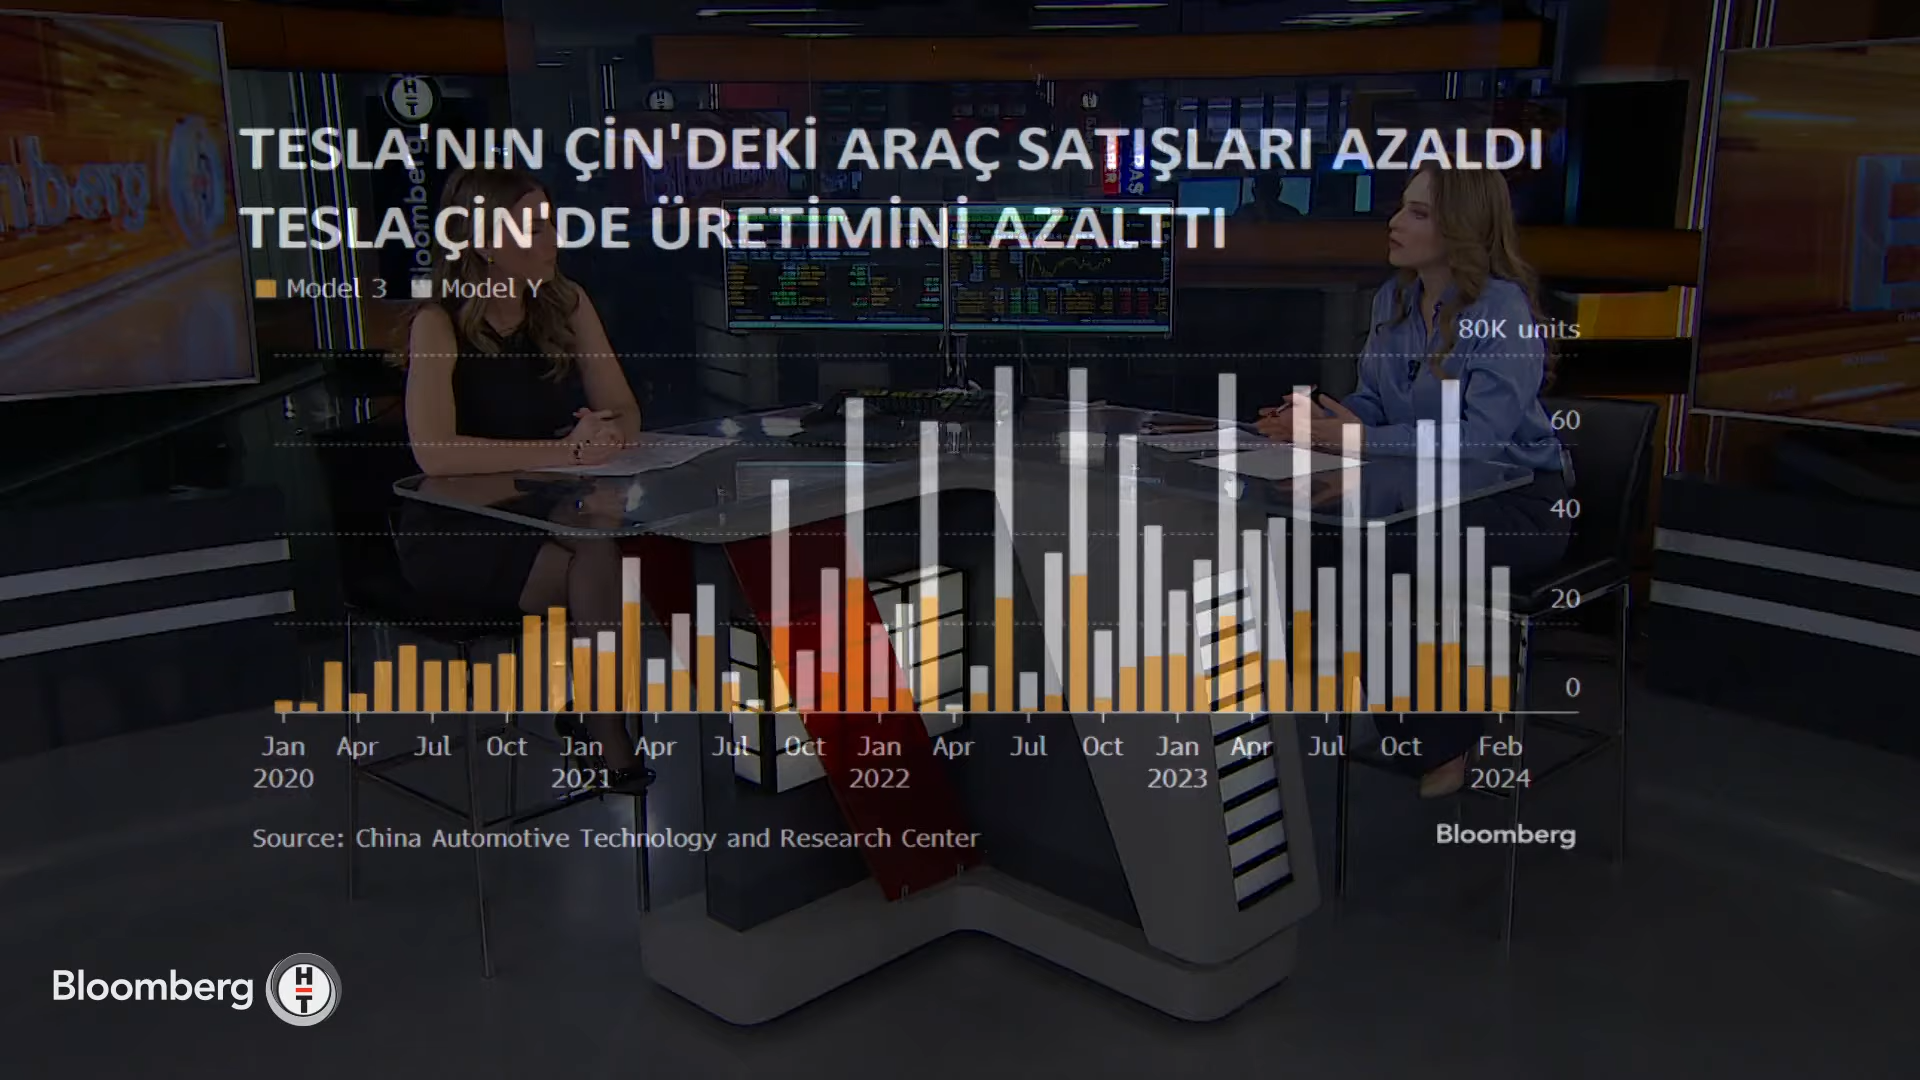 TESLA'NIN ÇİN'DEKİ ARAÇ SATIŞLARI AZALDI
TESLA ÇİN'DE ÜRETİMİNİ AZALTTI
Model 3 Model Y
80K units
60
40
20
0
Jan Apr Jul Oct Jan Apr Jul Oct Jan Apr Jul Oct Jan Apr Jul Oct Feb
2020 2021 2022 2023 2024
Source: China Automotive Technology and Research Center
Bloomberg
Bloomberg HT